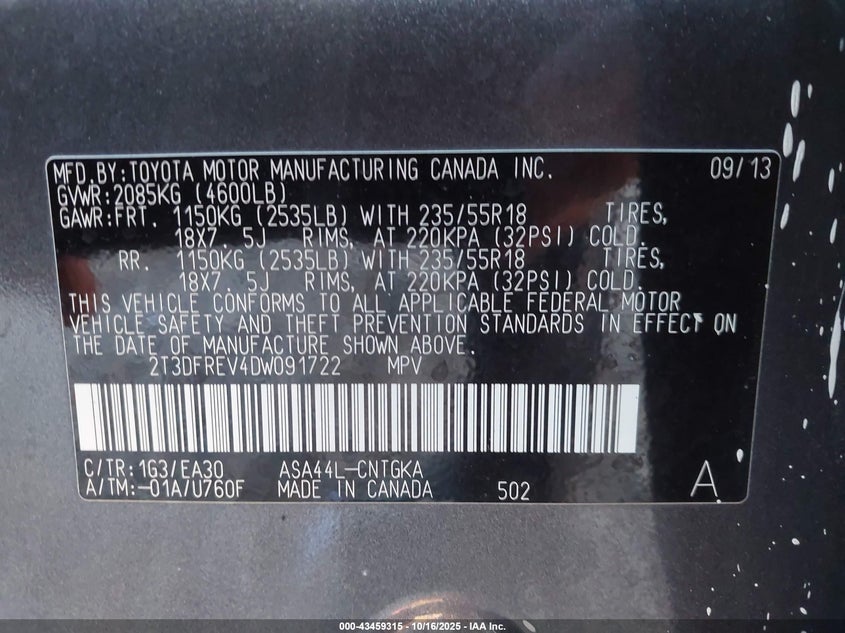 MFD.BY:TOYOTA MOTOR MANUFACTURING CANADA INC. 09/13
GVWR:2085KG (4600LB)
GAWR:FRT. 1150KG (2535LB) WITH 235/55R18 TIRES,
18X7. 5J RIMS, AT 220KPA (32PSI) COLD.
RR. 1150KG (2535LB) WITH 235/55R18 TIRES,
18X7. 5J RIMS, AT 220KPA (32PSI) COLD.
THIS VEHICLE CONFORMS TO ALL APPLICABLE FEDERAL MOTOR
VEHICLE SAFETY AND THEFT PREVENTION STANDARDS IN EFFECT ON
THE DATE OF MANUFACTURE SHOWN ABOVE.
2T3DFREV4DW091722 MPV
C/TR:1G3/EA30 ASA44L-CNTGKA
A/TM:-01A/U760F MADE IN CANADA 502 A
000-43459315 - 10/16/2025 - IAA Inc.